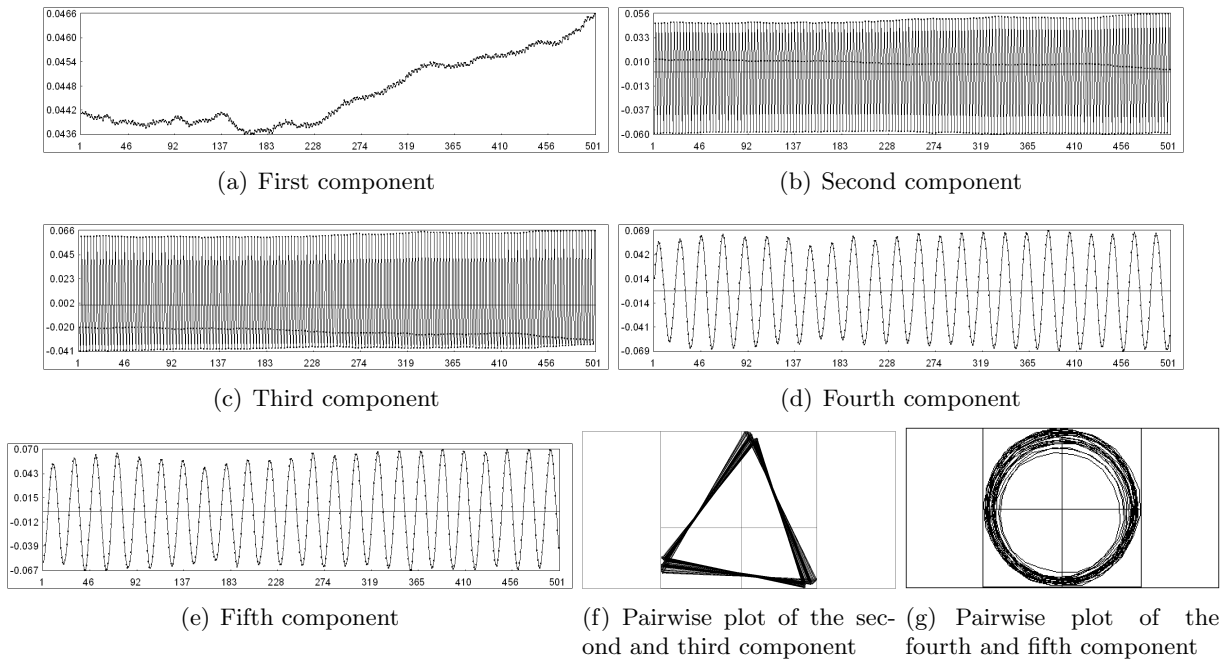 0.0466
0.0460
0.0454
0.0448
0.0442
0.0436
1 46 92 137 183 228 274 319 365 410 456 501
(a) First component
0.056
0.033
0.010
-0.013
-0.037
-0.060
1 46 92 137 183 228 274 319 365 410 456 501
(b) Second component
0.066
0.045
0.023
0.002
-0.020
-0.041
1 46 92 137 183 228 274 319 365 410 456 501
(c) Third component
0.069
0.042
0.014
-0.014
-0.041
-0.069
1 46 92 137 183 228 274 319 365 410 456 501
(d) Fourth component
0.070
0.043
0.015
-0.012
-0.039
-0.067
1 46 92 137 183 228 274 319 365 410 456 501
(e) Fifth component
(f) Pairwise plot of the sec-
ond and third component
(g) Pairwise plot of the
fourth and fifth component